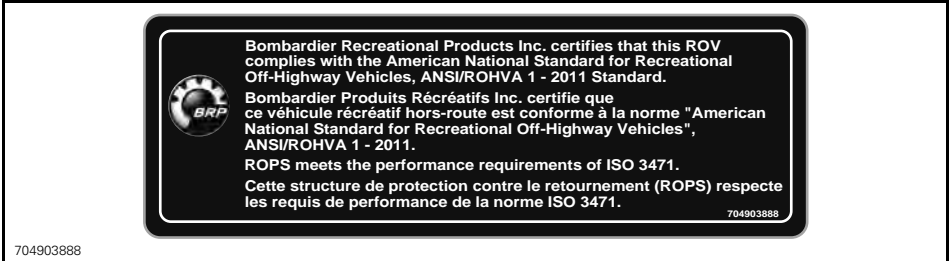 Bombardier Recreational Products Inc. certifies that this ROV
complies with the American National Standard for Recreational
Off-Highway Vehicles, ANSI/ROHVA 1 - 2011 Standard.
Bombardier Produits Récréatifs Inc. certifie que
ce véhicule récréatif hors-route est conforme à la norme "American
National Standard for Recreational Off-Highway Vehicles",
ANSI/ROHVA 1 - 2011.
ROPS meets the performance requirements of ISO 3471.
Cette structure de protection contre le retournement (ROPS) respecte
les requis de performance de la norme ISO 3471.
BRP
704903888
704903888